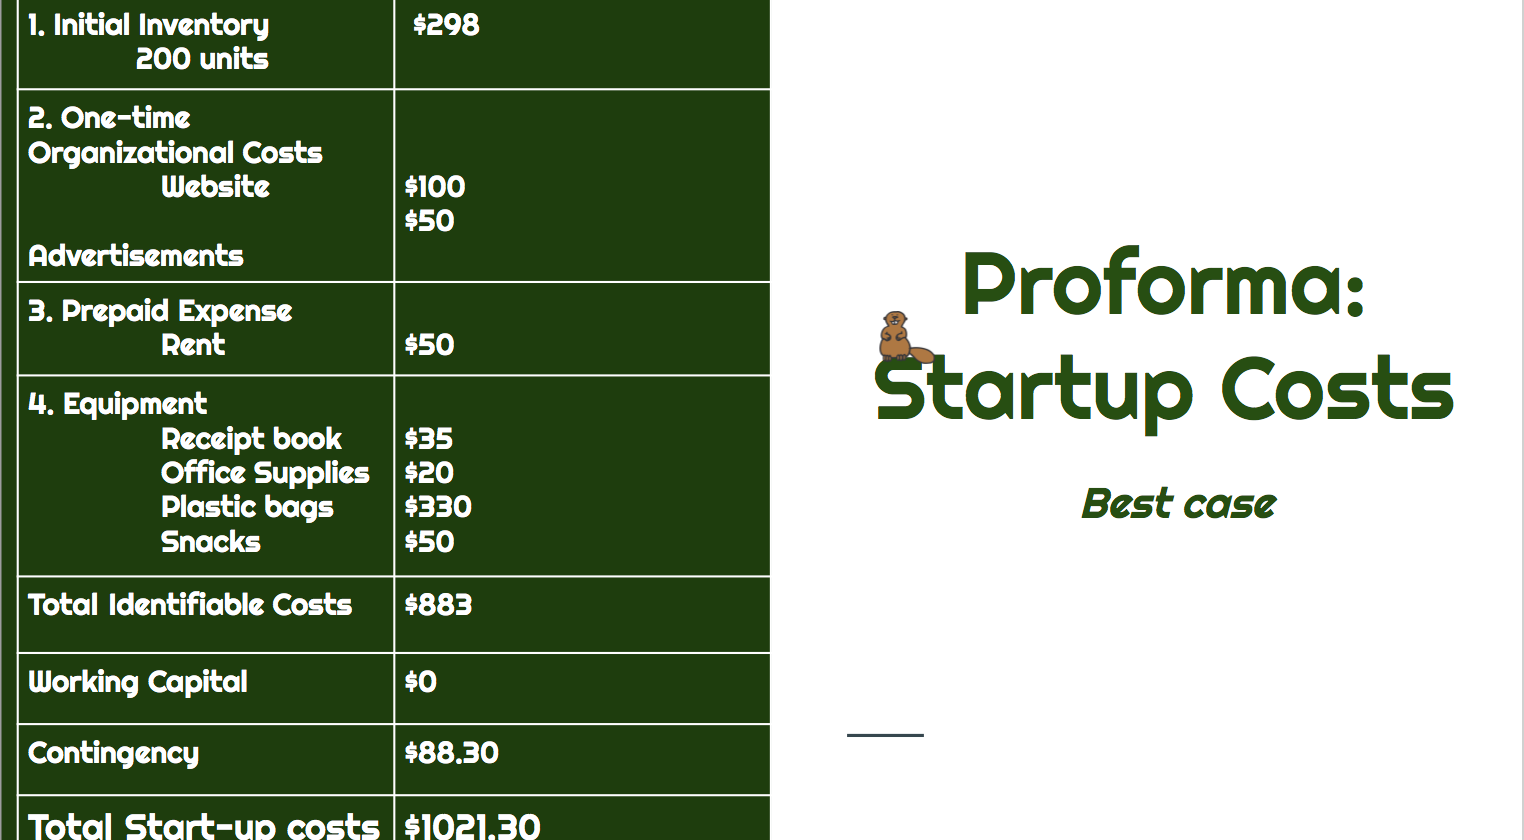 1. Initial Inventory $298
200 units
2. One-time
Organizational Costs
Website $100
$50
Advertisements
3. Prepaid Expense
Rent $50
4. Equipment
Receipt book $35
Office Supplies $20
Plastic bags $330
Snacks $50
Total Identifiable Costs $883
Working Capital $0
Contingency $88.30
Total Start-up costs $1021.30
Proforma:
Startup Costs
Best case